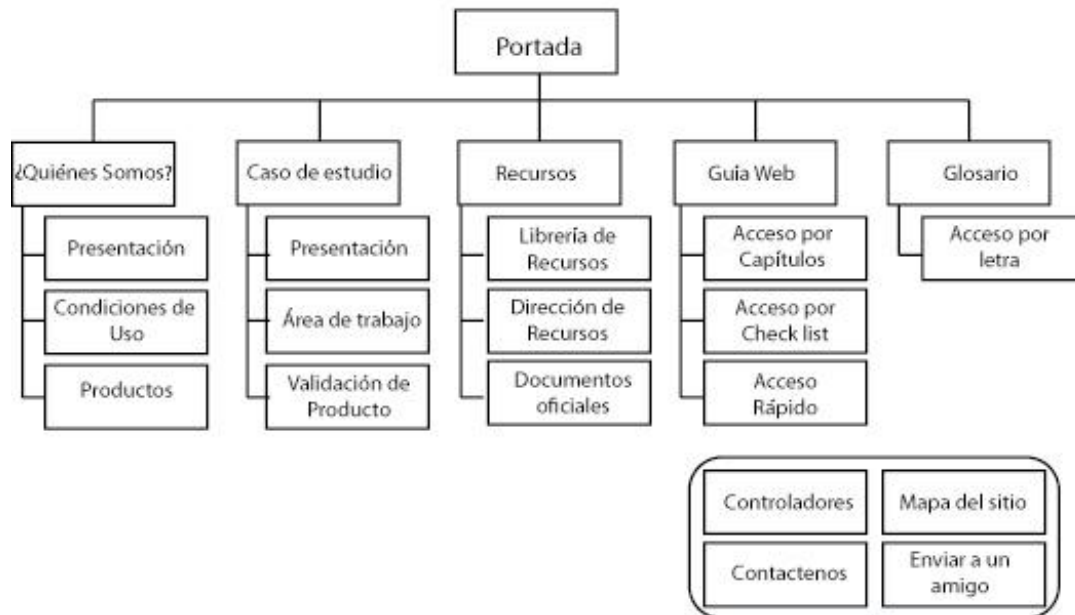 Portada
¿Quiénes Somos?
Caso de estudio
Recursos
Guia Web
Glosario
Presentación
Condiciones de
Uso
Productos
Presentación
Área de trabajo
Validación de
Producto
Librería de
Recursos
Dirección de
Recursos
Documentos
oficiales
Acceso por
Capítulos
Acceso por
Check list
Acceso
Rápido
Acceso por
letra
Controladores
Mapa del sitio
Contactenos
Enviar a un
amigo